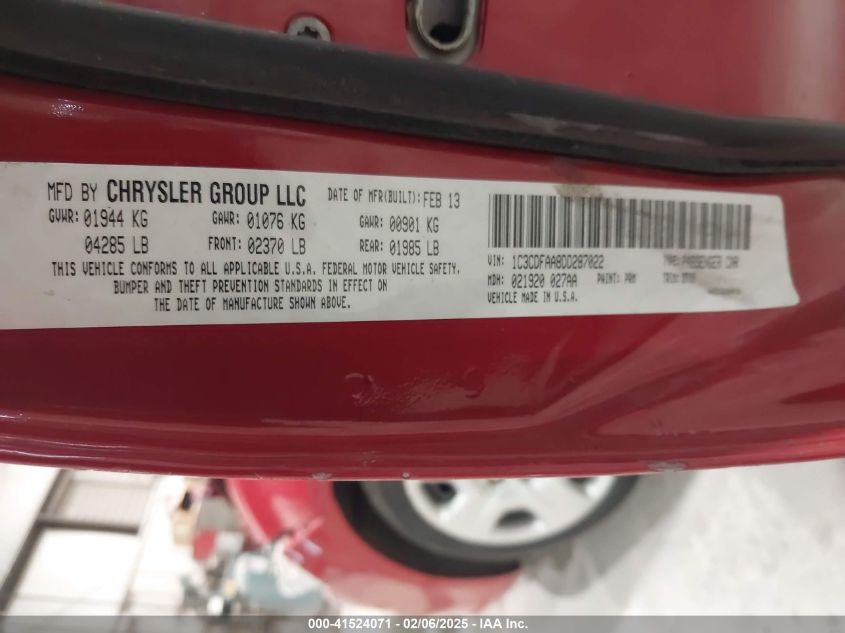 MFD BY CHRYSLER GROUP LLC DATE OF MFR(BUILT): FEB 13
GVWR: 01944 KG GAWR: 01076 KG GAWR: 00901 KG
04285 LB FRONT: 02370 LB REAR: 01985 LB
THIS VEHICLE CONFORMS TO ALL APPLICABLE U.S.A. FEDERAL MOTOR VEHICLE SAFETY.
BUMPER AND THEFT PREVENTION STANDARDS IN EFFECT ON
THE DATE OF MANUFACTURE SHOWN ABOVE.
VIN: 1C3CDFAA8DD287022 TYPE: PASSENGER CAR
MDH: 021920 027AA PAINT: PRM TRIM:
VEHICLE MADE IN U.S.A.
000-41524071 - 02/06/2025 - IAA Inc.